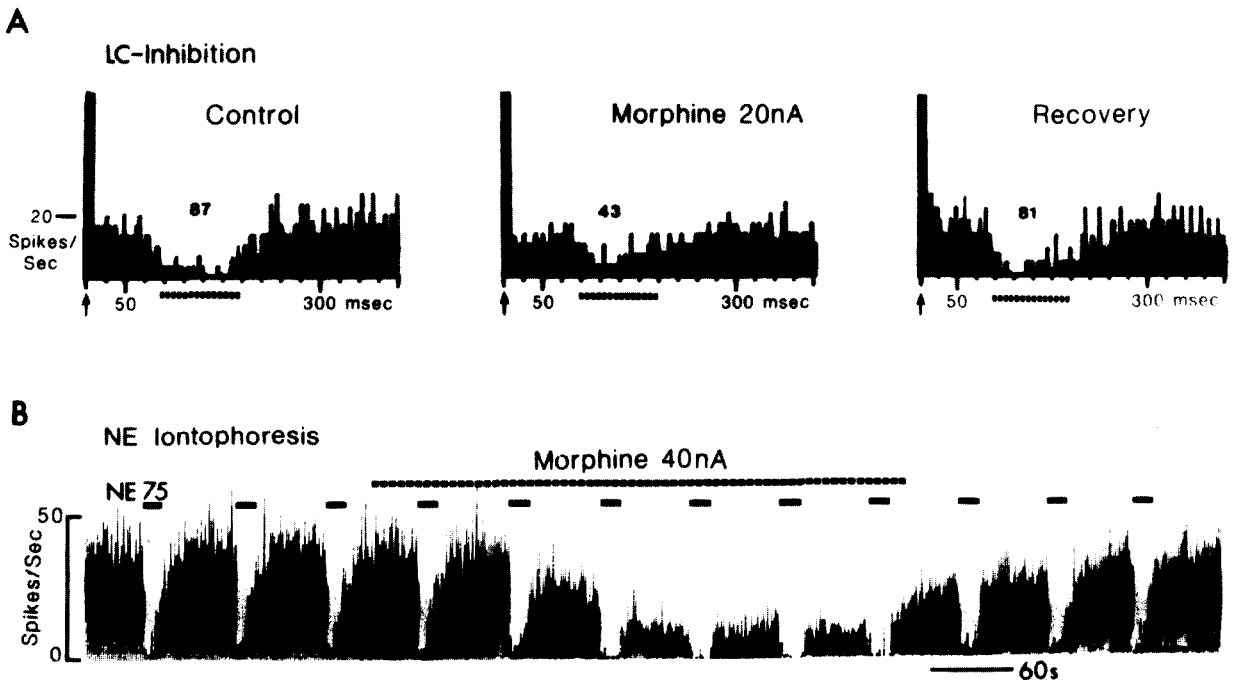 A
LC-Inhibition
Control
Morphine 20nA
Recovery
87
43
81
20
Spikes/
Sec
50
300 msec
50
300 msec
50
300 msec
B
NE Iontophoresis
Morphine 40nA
NE 75
50
Spikes/Sec
0
60s